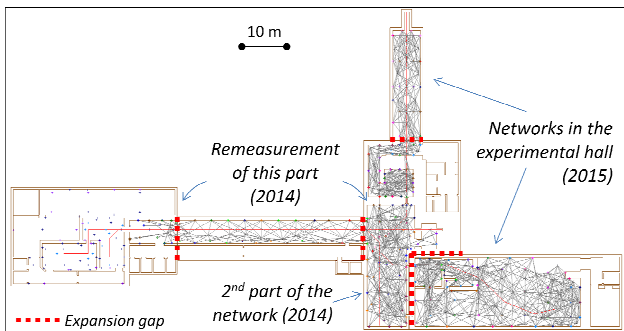 10 m
Networks in the
experimental hall
(2015)
Remeasurement
of this part
(2014)
2nd part of the
network (2014)
Expansion gap